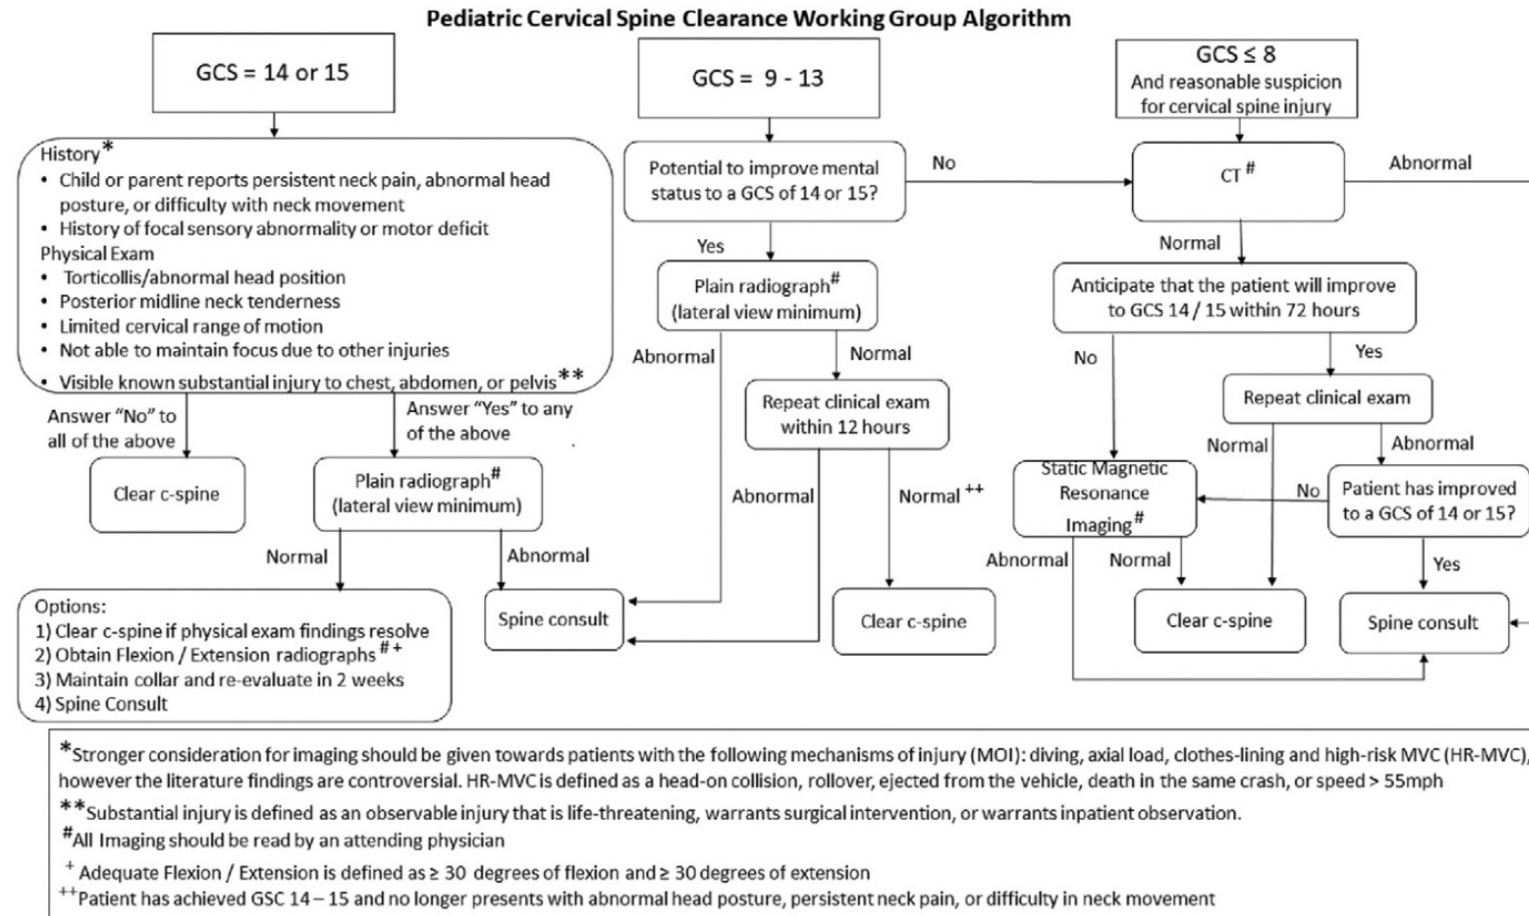 Pediatric Cervical Spine Clearance Working Group Algorithm
GCS = 14 or 15
History*
• Child or parent reports persistent neck pain, abnormal head
posture, or difficulty with neck movement
• History of focal sensory abnormality or motor deficit
Physical Exam
• Torticollis/abnormal head position
• Posterior midline neck tenderness
• Limited cervical range of motion
• Not able to maintain focus due to other injuries
• Visible known substantial injury to chest, abdomen, or pelvis**
Answer “No” to
all of the above
Answer “Yes” to any
of the above
Clear c-spine
Plain radiograph#
(lateral view minimum)
Normal
Abnormal
Options:
1) Clear c-spine if physical exam findings resolve
2) Obtain Flexion / Extension radiographs#+
3) Maintain collar and re-evaluate in 2 weeks
4) Spine Consult
Spine consult
GCS = 9 - 13
Potential to improve mental
status to a GCS of 14 or 15?
No
Yes
Plain radiograph#
(lateral view minimum)
Abnormal
Normal
Repeat clinical exam
within 12 hours
Abnormal
Normal++
Clear c-spine
GCS ≤ 8
And reasonable suspicion
for cervical spine injury
CT#
Abnormal
Normal
Anticipate that the patient will improve
to GCS 14 / 15 within 72 hours
No
Yes
Repeat clinical exam
Normal
Abnormal
Static Magnetic
Resonance
Imaging#
No
Patient has improved
to a GCS of 14 or 15?
Abnormal
Normal
Yes
Clear c-spine
Spine consult
*Stronger consideration for imaging should be given towards patients with the following mechanisms of injury (MOI): diving, axial load, clothes-lining and high-risk MVC (HR-MVC),
however the literature findings are controversial. HR-MVC is defined as a head-on collision, rollover, ejected from the vehicle, death in the same crash, or speed > 55mph
**Substantial injury is defined as an observable injury that is life-threatening, warrants surgical intervention, or warrants inpatient observation.
#All Imaging should be read by an attending physician
+ Adequate Flexion / Extension is defined as ≥ 30 degrees of flexion and ≥ 30 degrees of extension
++Patient has achieved GSC 14 – 15 and no longer presents with abnormal head posture, persistent neck pain, or difficulty in neck movement